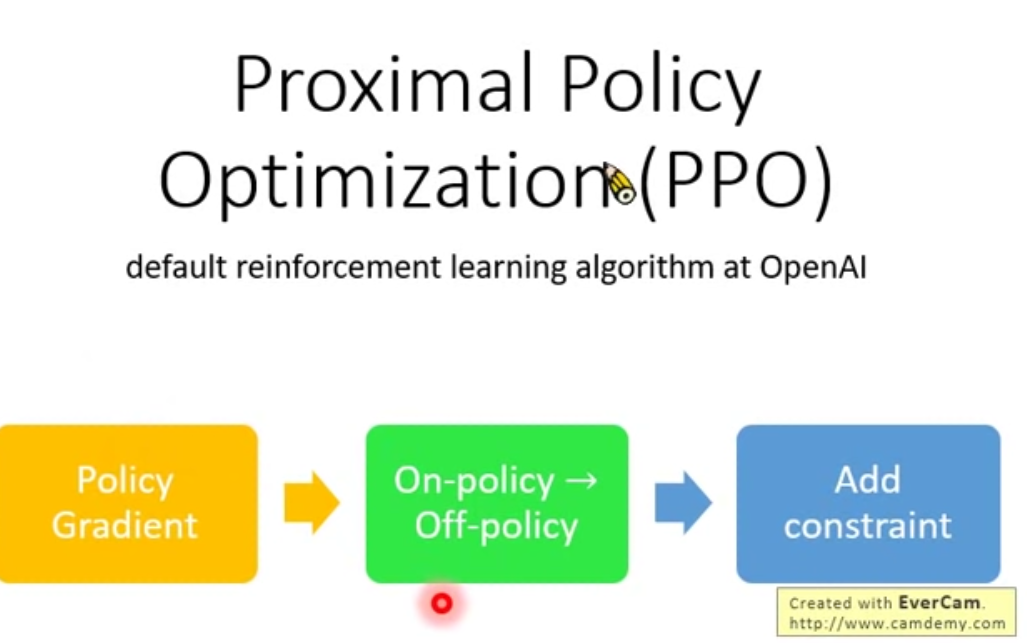 Proximal Policy
Optimization (PPO)
default reinforcement learning algorithm at OpenAI
Policy
Gradient
On-policy →
Off-policy
Add
constraint
Created with EverCam.
http://www.camdemy.com